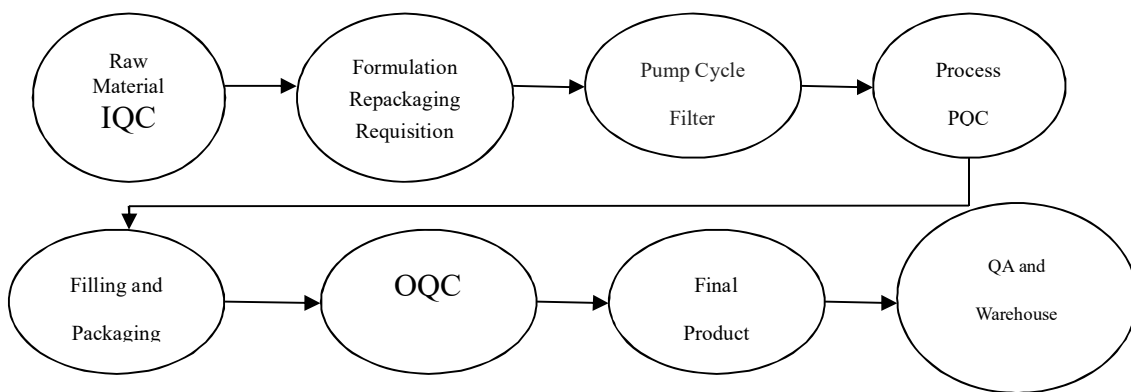 Raw
Material
IQC
Formulation
Repackaging
Requisition
Pump Cycle
Filter
Process
PQC
Filling and
Packaging
OQC
Final
Product
QA and
Warehouse